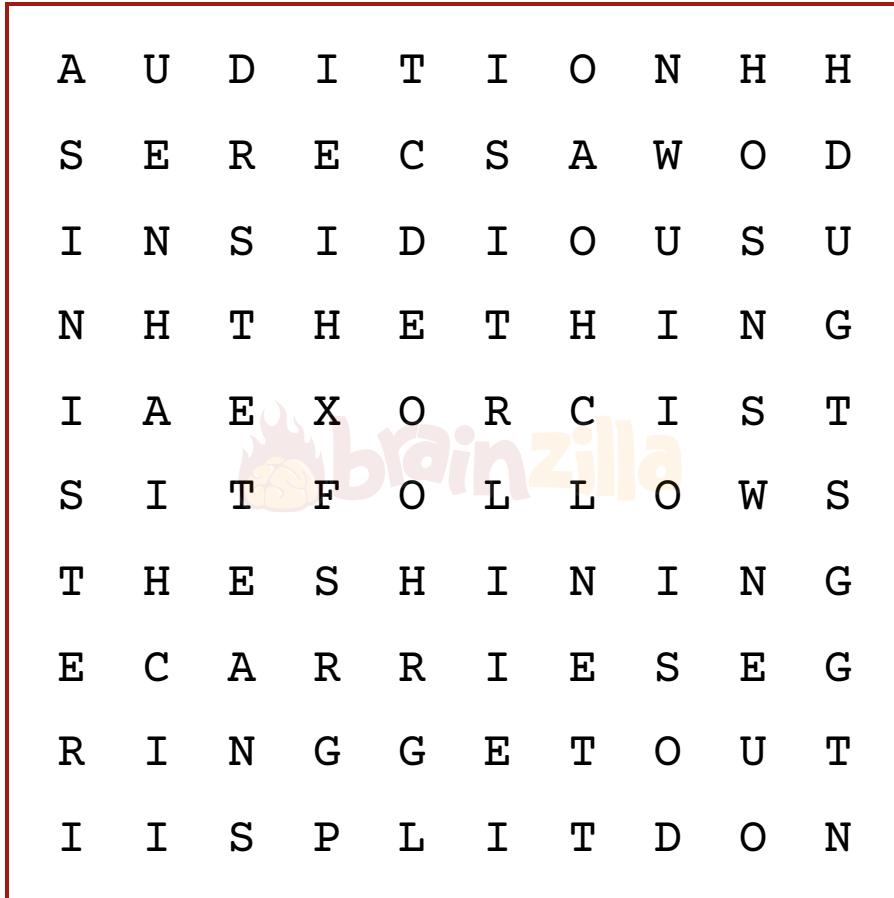 A U D I T I O N H H
S E R E C S A W O D
I N S I D I O U S U
N H T H E T H I N G
I A E X O R C I S T
brainzilla
S I T F O L L O W S
T H E S H I N I N G
E C A R R I E S E G
R I N G G E T O U T
I I S P L I T D O N